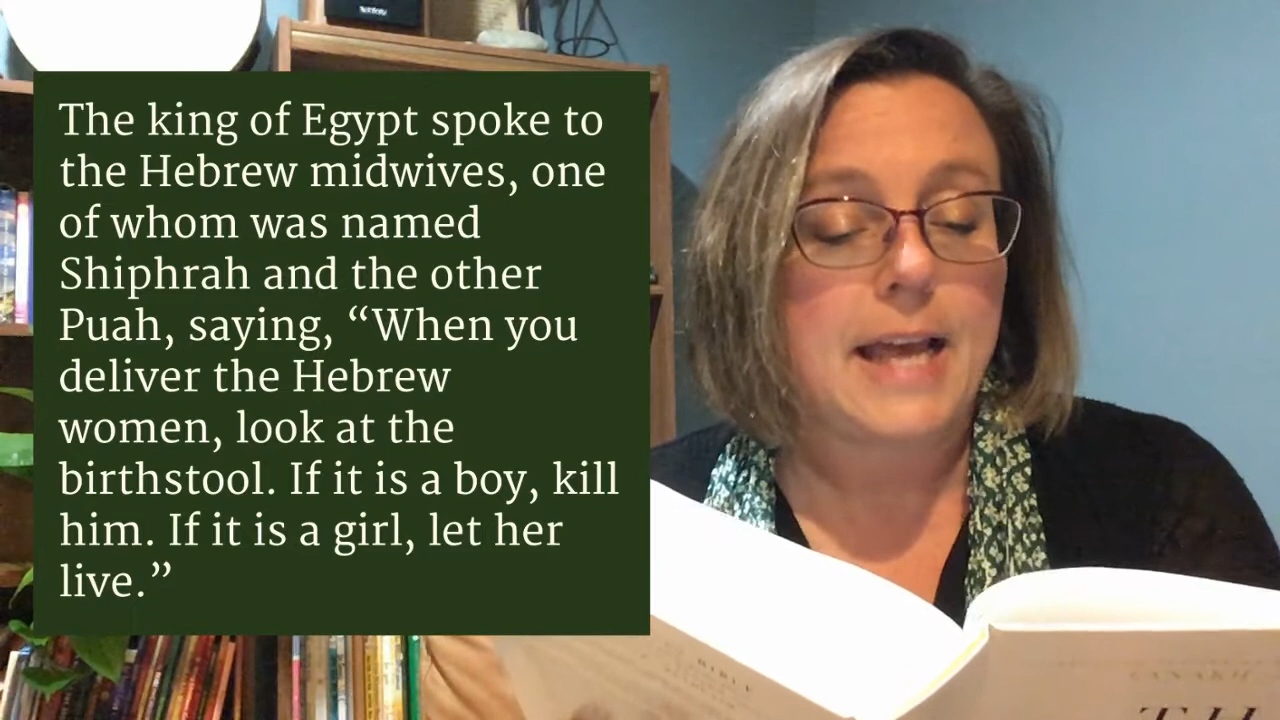 The king of Egypt spoke to
the Hebrew midwives, one
of whom was named
Shiphrah and the other
Puah, saying, “When you
deliver the Hebrew
women, look at the
birthstool. If it is a boy, kill
him. If it is a girl, let her
live.”
BIBLE